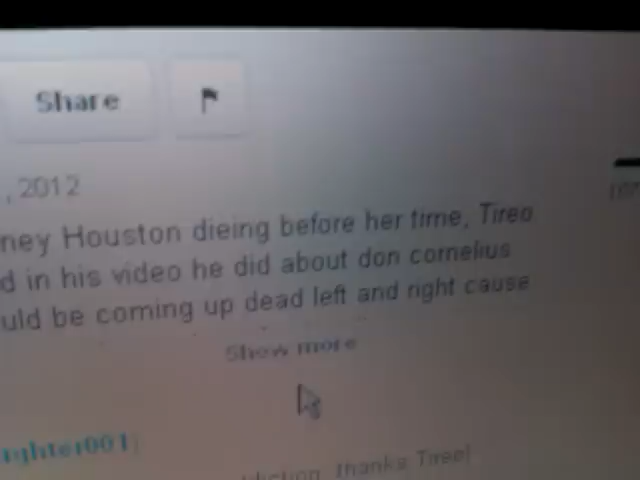 Share
, 2012
ney Houston dieing before her time, Tireo
d in his video he did about don cornelius
uld be coming up dead left and right cause
Show more
ughter001
thanks Tiree!